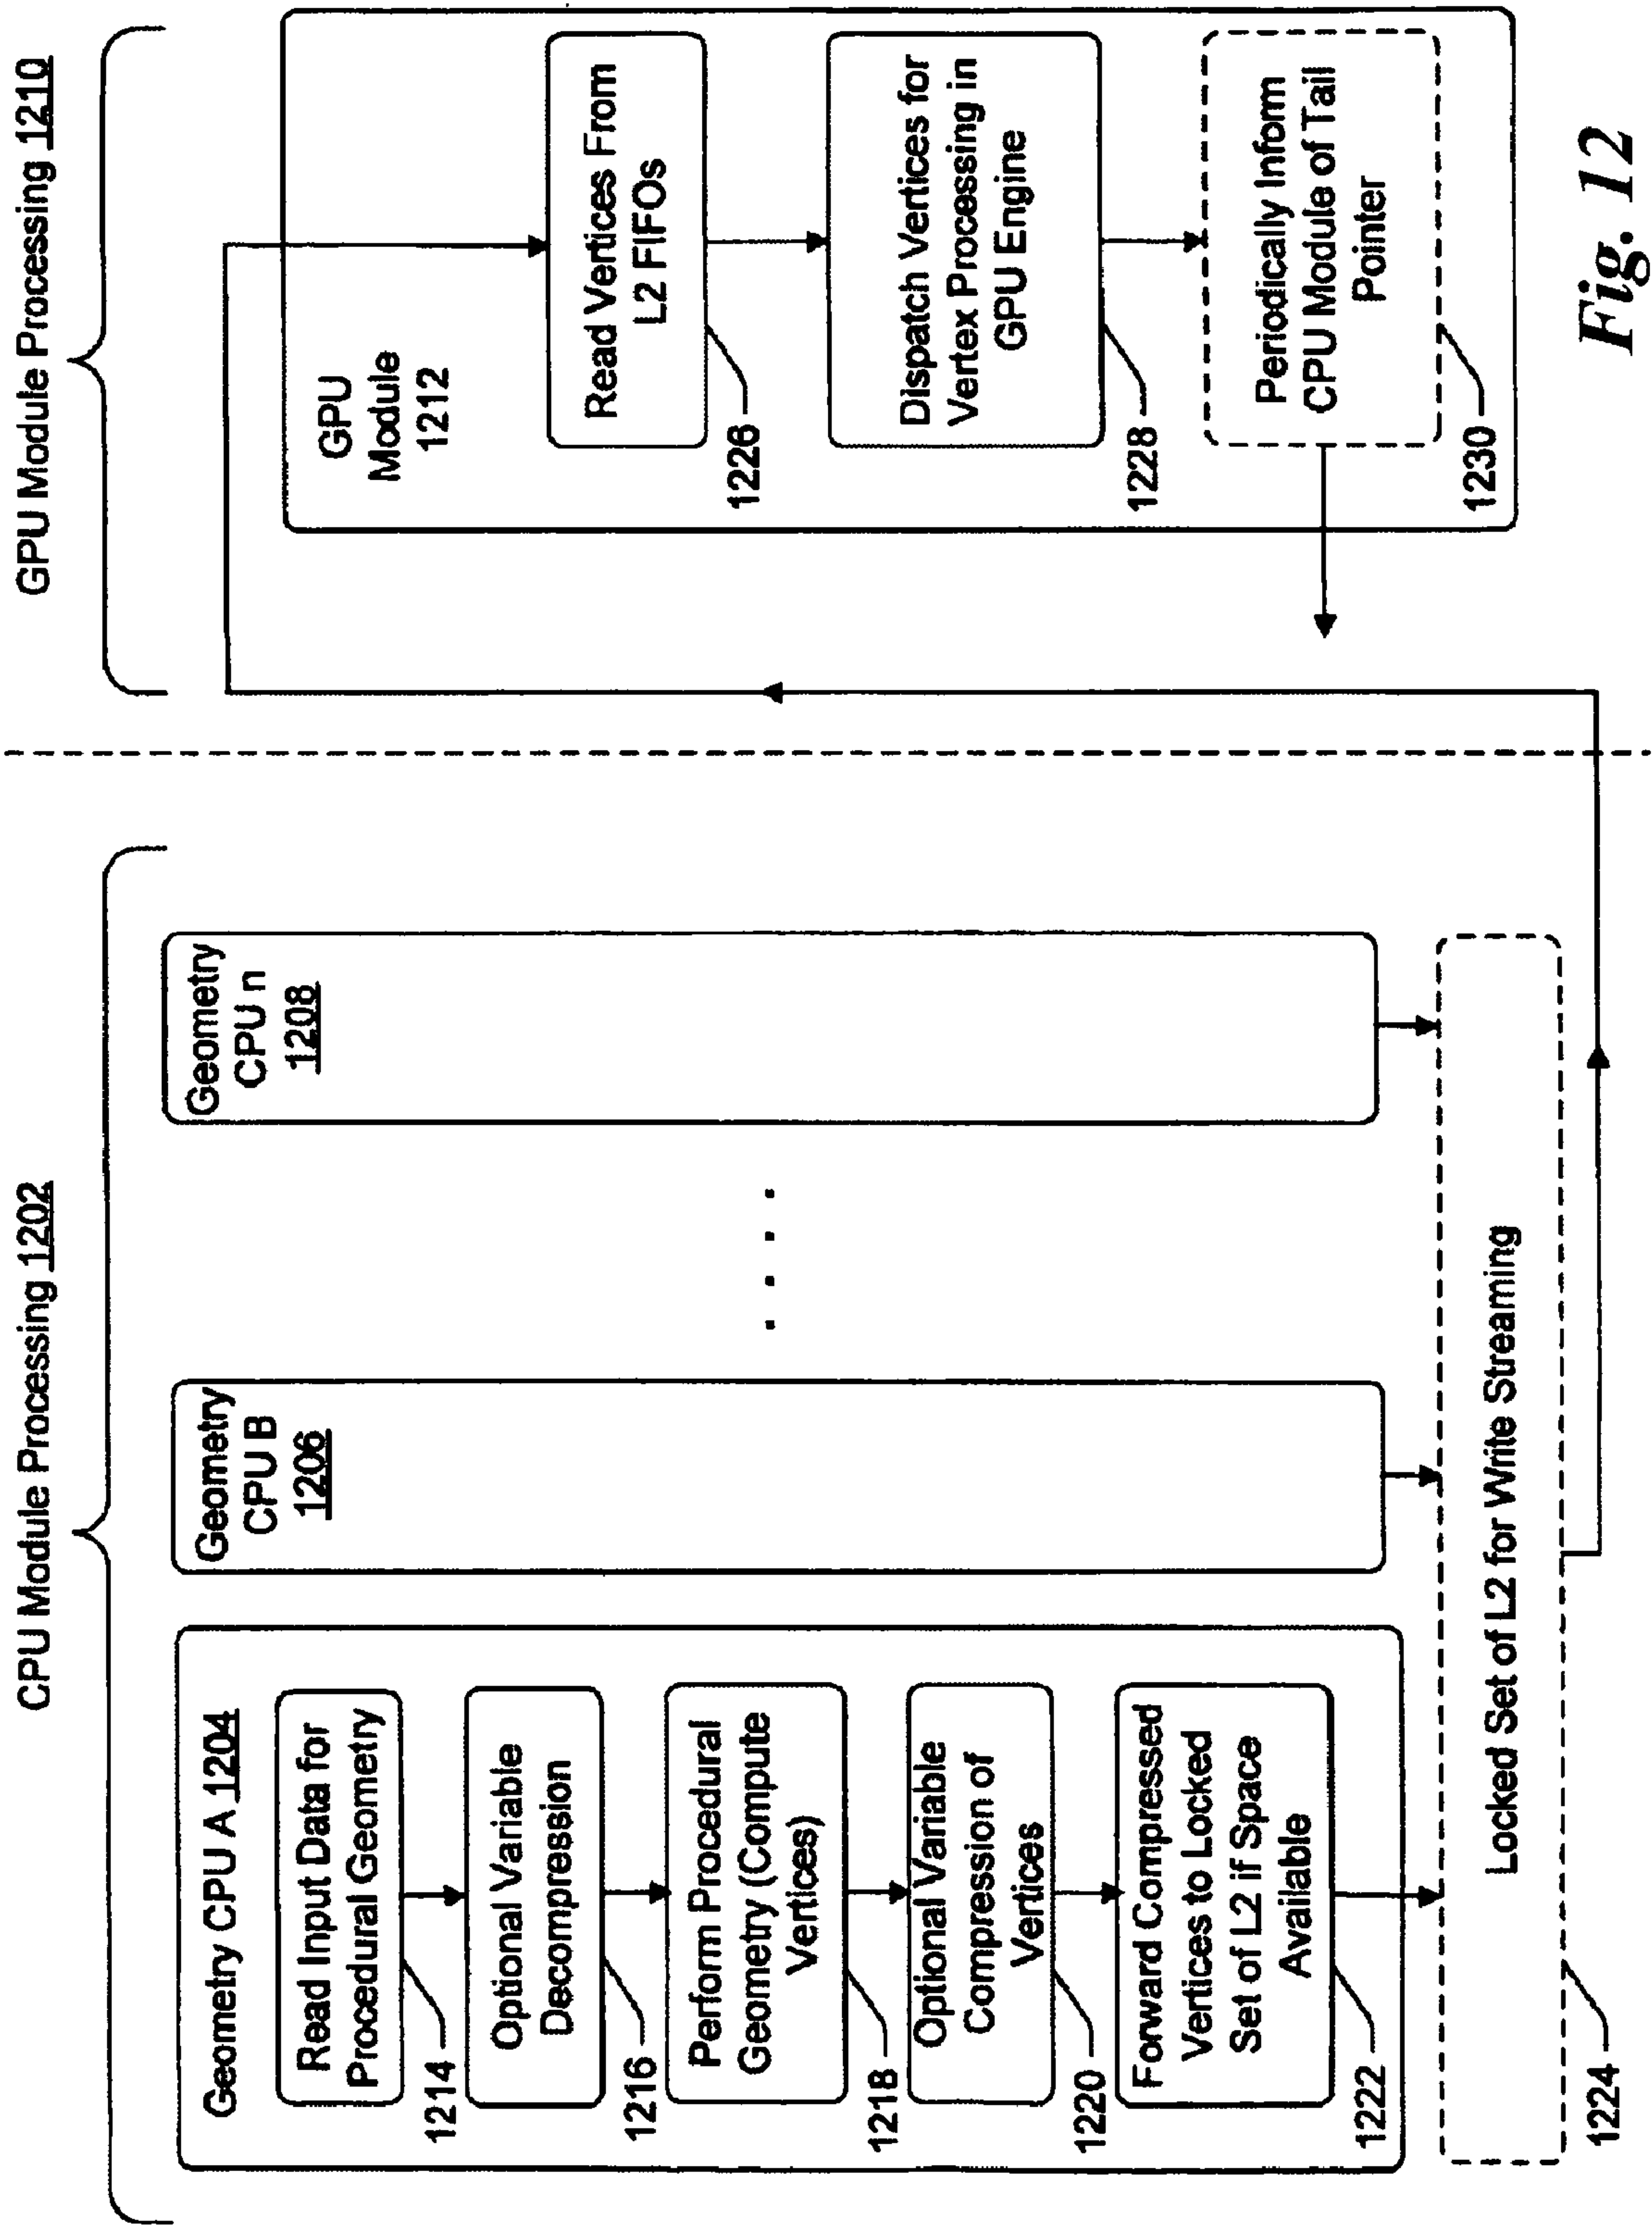 CPU Module Processing 1202
Geometry CPU A 1204
Read Input Data for
Procedural Geometry
1214
Optional Variable
Decompression
1216
Perform Procedural
Geometry (Compute
Vertices)
1218
Optional Variable
Compression of
Vertices
1220
Forward Compressed
Vertices to Locked
Set of L2 if Space
Available
1222
Geometry
CPU B
1206
. . . .
Geometry
CPU n
1208
Locked Set of L2 for Write Streaming
1224
GPU Module Processing 1210
GPU
Module
1212
Read Vertices From
L2 FIFOs
1226
Dispatch Vertices for
Vertex Processing in
GPU Engine
1228
Periodically Inform
CPU Module of Tail
Pointer
1230
Fig. 12